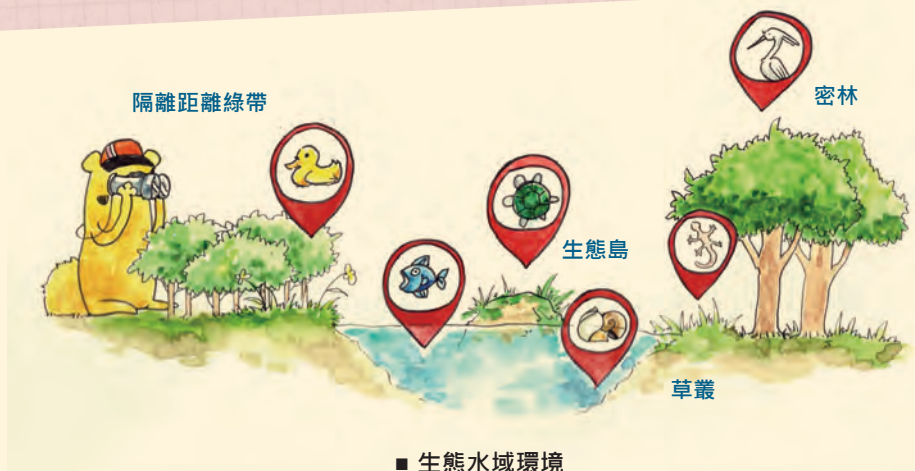 密林
隔離距離綠帶
生態島
草叢
■ 生態水域環境